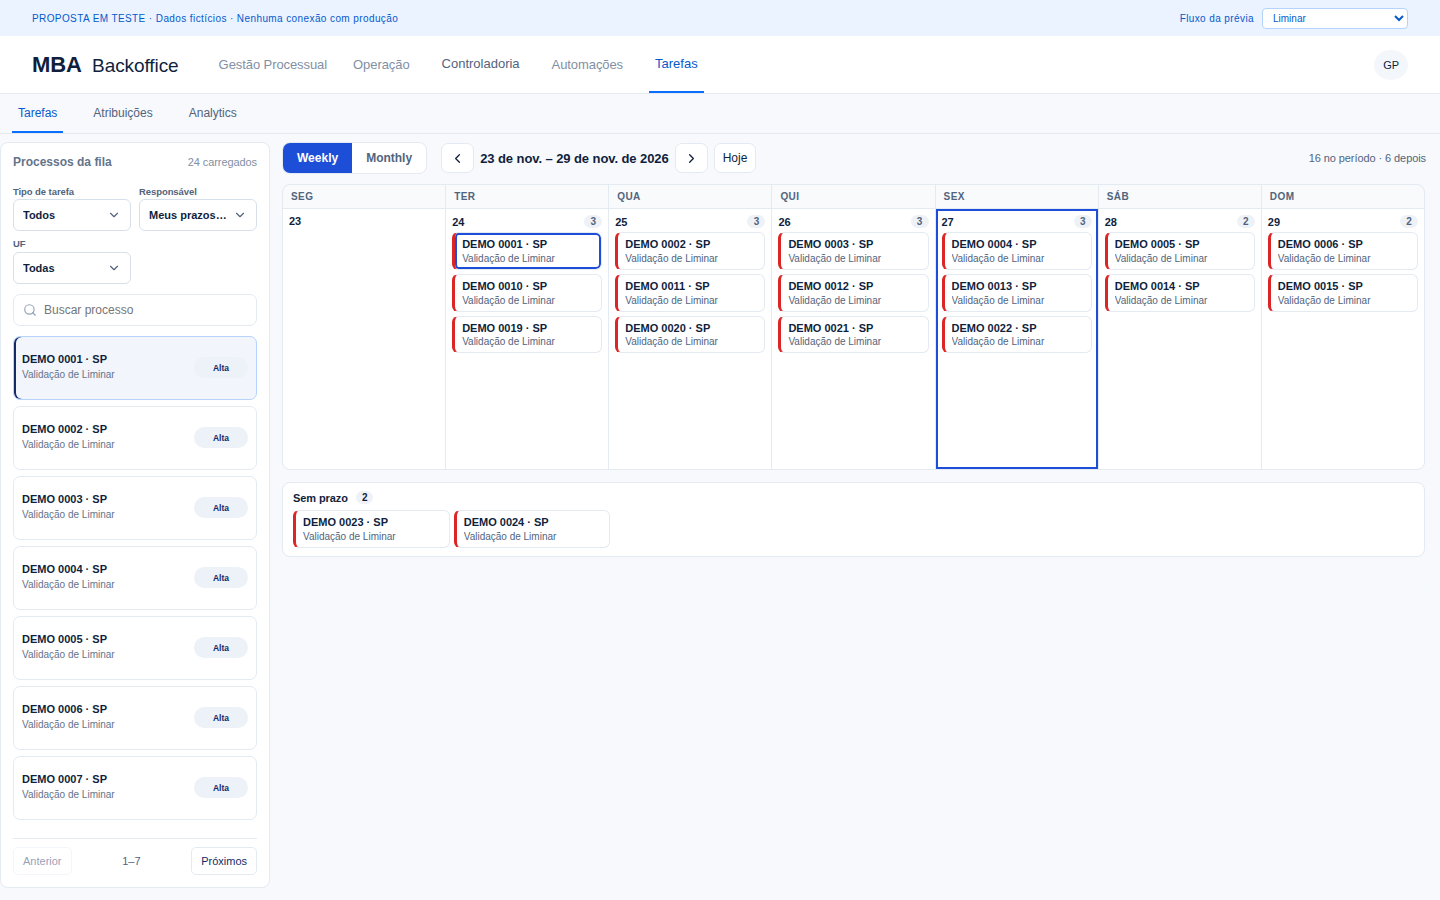 PROPOSTA EM TESTE · Dados fictícios · Nenhuma conexão com produção
Fluxo da prévia Liminar
MBA Backoffice Gestão Processual Operação Controladoria Automações Tarefas GP
Tarefas Atribuições Analytics
Processos da fila 24 carregados
Tipo de tarefa Responsável
Todos Meus prazos...
UF
Todas
Buscar processo
DEMO 0001 · SP
Validação de Liminar
Alta
DEMO 0002 · SP
Validação de Liminar
Alta
DEMO 0003 · SP
Validação de Liminar
Alta
DEMO 0004 · SP
Validação de Liminar
Alta
DEMO 0005 · SP
Validação de Liminar
Alta
DEMO 0006 · SP
Validação de Liminar
Alta
DEMO 0007 · SP
Validação de Liminar
Alta
Anterior 1–7 Próximos
Weekly Monthly 23 de nov. – 29 de nov. de 2026 Hoje 16 no período · 6 depois
SEG TER QUA QUI SEX SÁB DOM
23
24 3
DEMO 0001 · SP
Validação de Liminar
DEMO 0010 · SP
Validação de Liminar
DEMO 0019 · SP
Validação de Liminar
25 3
DEMO 0002 · SP
Validação de Liminar
DEMO 0011 · SP
Validação de Liminar
DEMO 0020 · SP
Validação de Liminar
26 3
DEMO 0003 · SP
Validação de Liminar
DEMO 0012 · SP
Validação de Liminar
DEMO 0021 · SP
Validação de Liminar
27 3
DEMO 0004 · SP
Validação de Liminar
DEMO 0013 · SP
Validação de Liminar
DEMO 0022 · SP
Validação de Liminar
28 2
DEMO 0005 · SP
Validação de Liminar
DEMO 0014 · SP
Validação de Liminar
29 2
DEMO 0006 · SP
Validação de Liminar
DEMO 0015 · SP
Validação de Liminar
Sem prazo 2
DEMO 0023 · SP
Validação de Liminar
DEMO 0024 · SP
Validação de Liminar